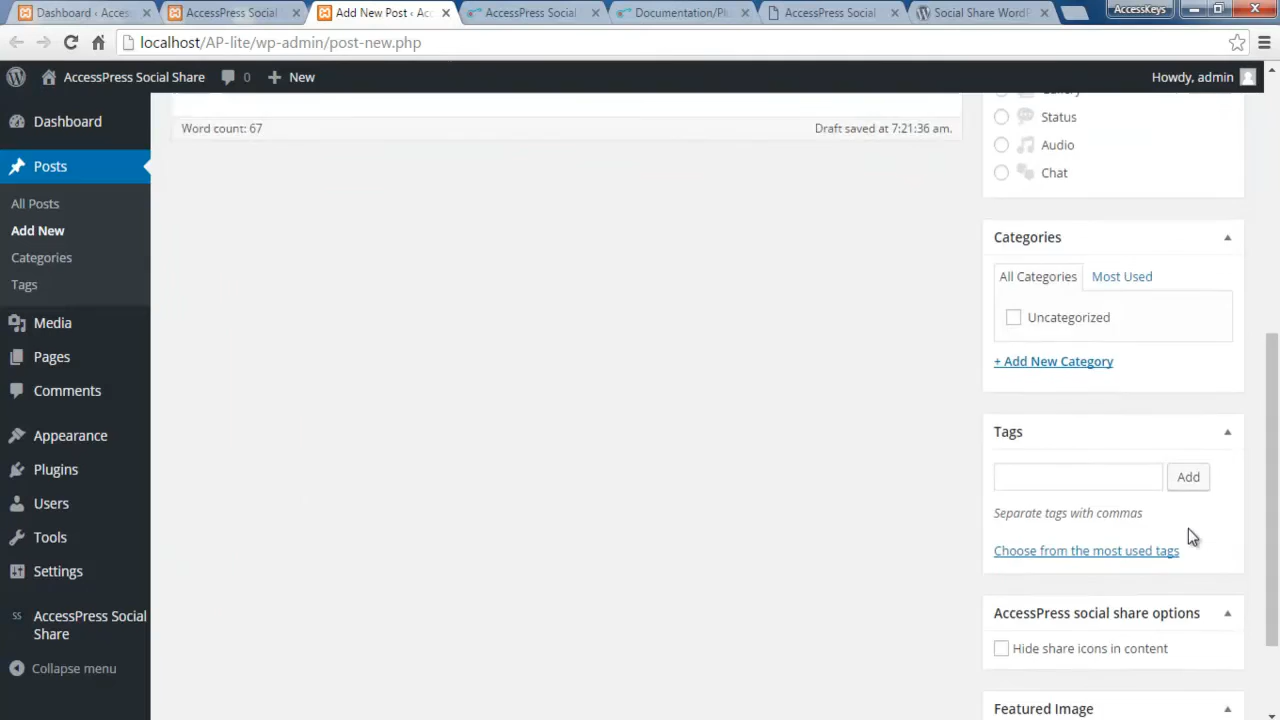 Dashboard ‹ Access
AccessPress Social
Add New Post ‹ Acc
AccessPress Social
Documentation/Plu
AccessPress Social
Social Share WordP
AccessKeys
localhost/AP-lite/wp-admin/post-new.php
AccessPress Social Share
0
New
Howdy, admin
Dashboard
Posts
All Posts
Add New
Categories
Tags
Media
Pages
Comments
Appearance
Plugins
Users
Tools
Settings
SS AccessPress Social
Share
Collapse menu
Word count: 67
Draft saved at 7:21:36 am.
Gallery
Status
Audio
Chat
Categories
All Categories
Most Used
Uncategorized
+ Add New Category
Tags
Add
Separate tags with commas
Choose from the most used tags
AccessPress social share options
Hide share icons in content
Featured Image